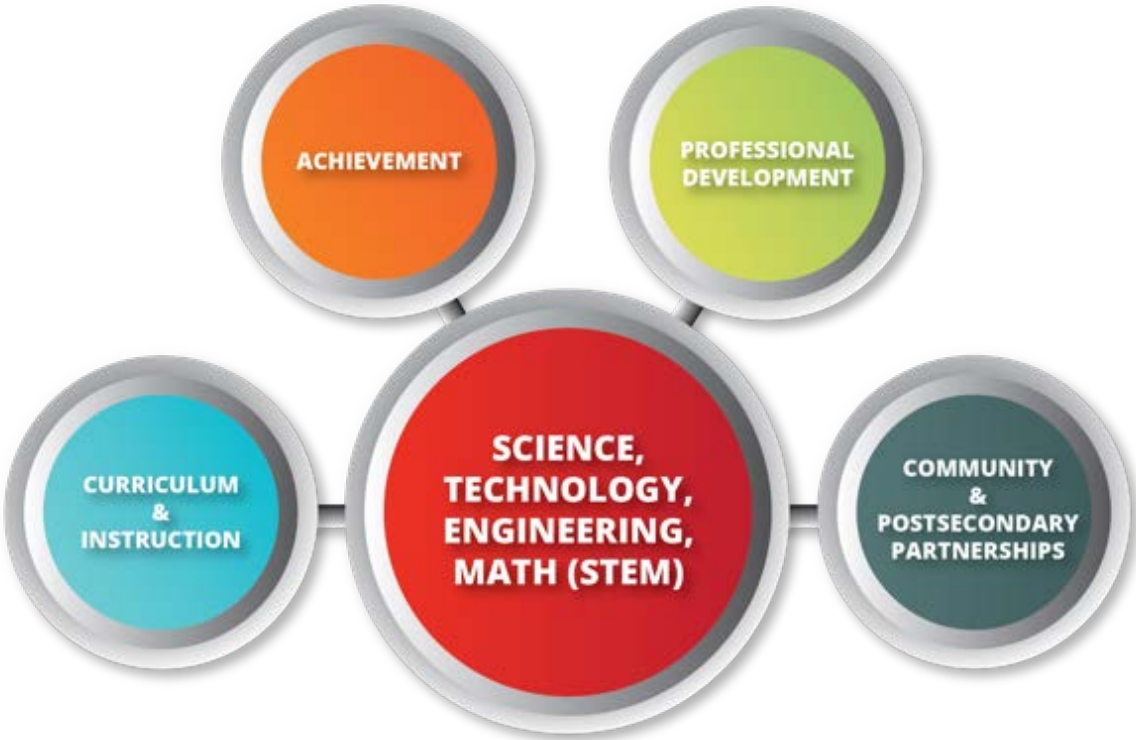 ACHIEVEMENT
PROFESSIONAL
DEVELOPMENT
CURRICULUM
&
INSTRUCTION
SCIENCE,
TECHNOLOGY,
ENGINEERING,
MATH (STEM)
COMMUNITY
&
POSTSECONDARY
PARTNERSHIPS